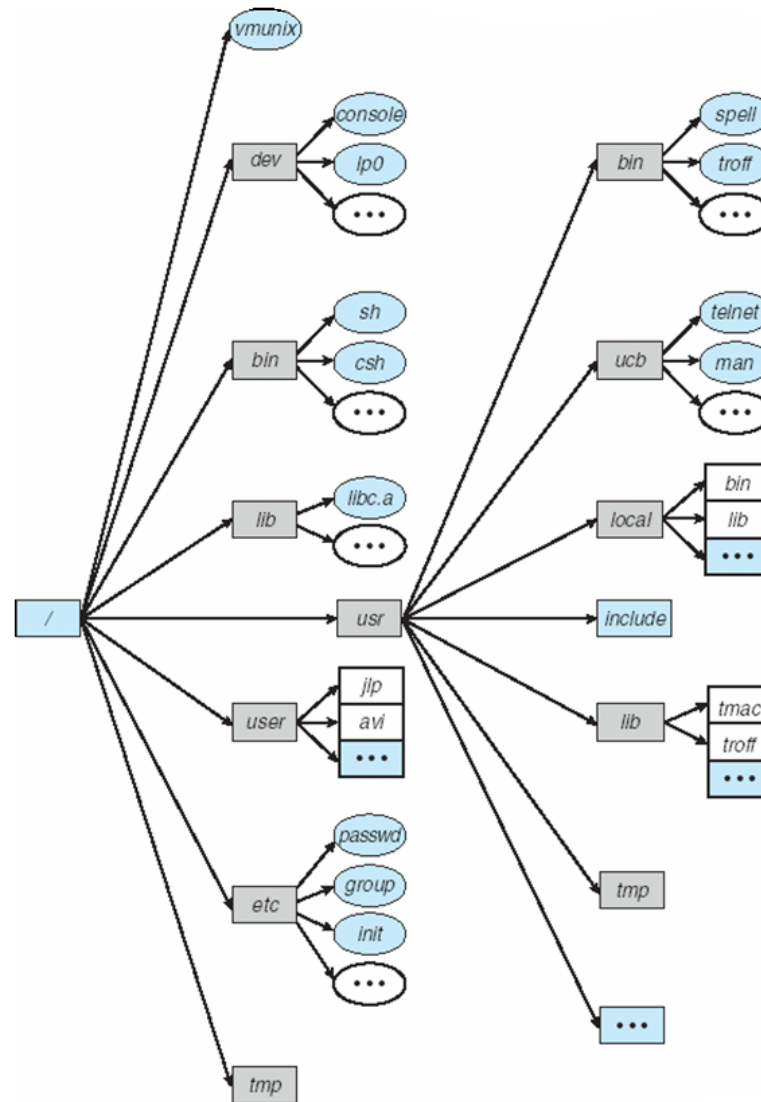 vmunix
dev
console
lp0
•••
bin
sh
csh
•••
lib
libc.a
•••
/
usr
user
jlp
avi
•••
etc
passwd
group
init
•••
tmp
bin
spell
troff
•••
ucb
telnet
man
•••
local
bin
lib
•••
include
lib
tmac
troff
•••
tmp
•••